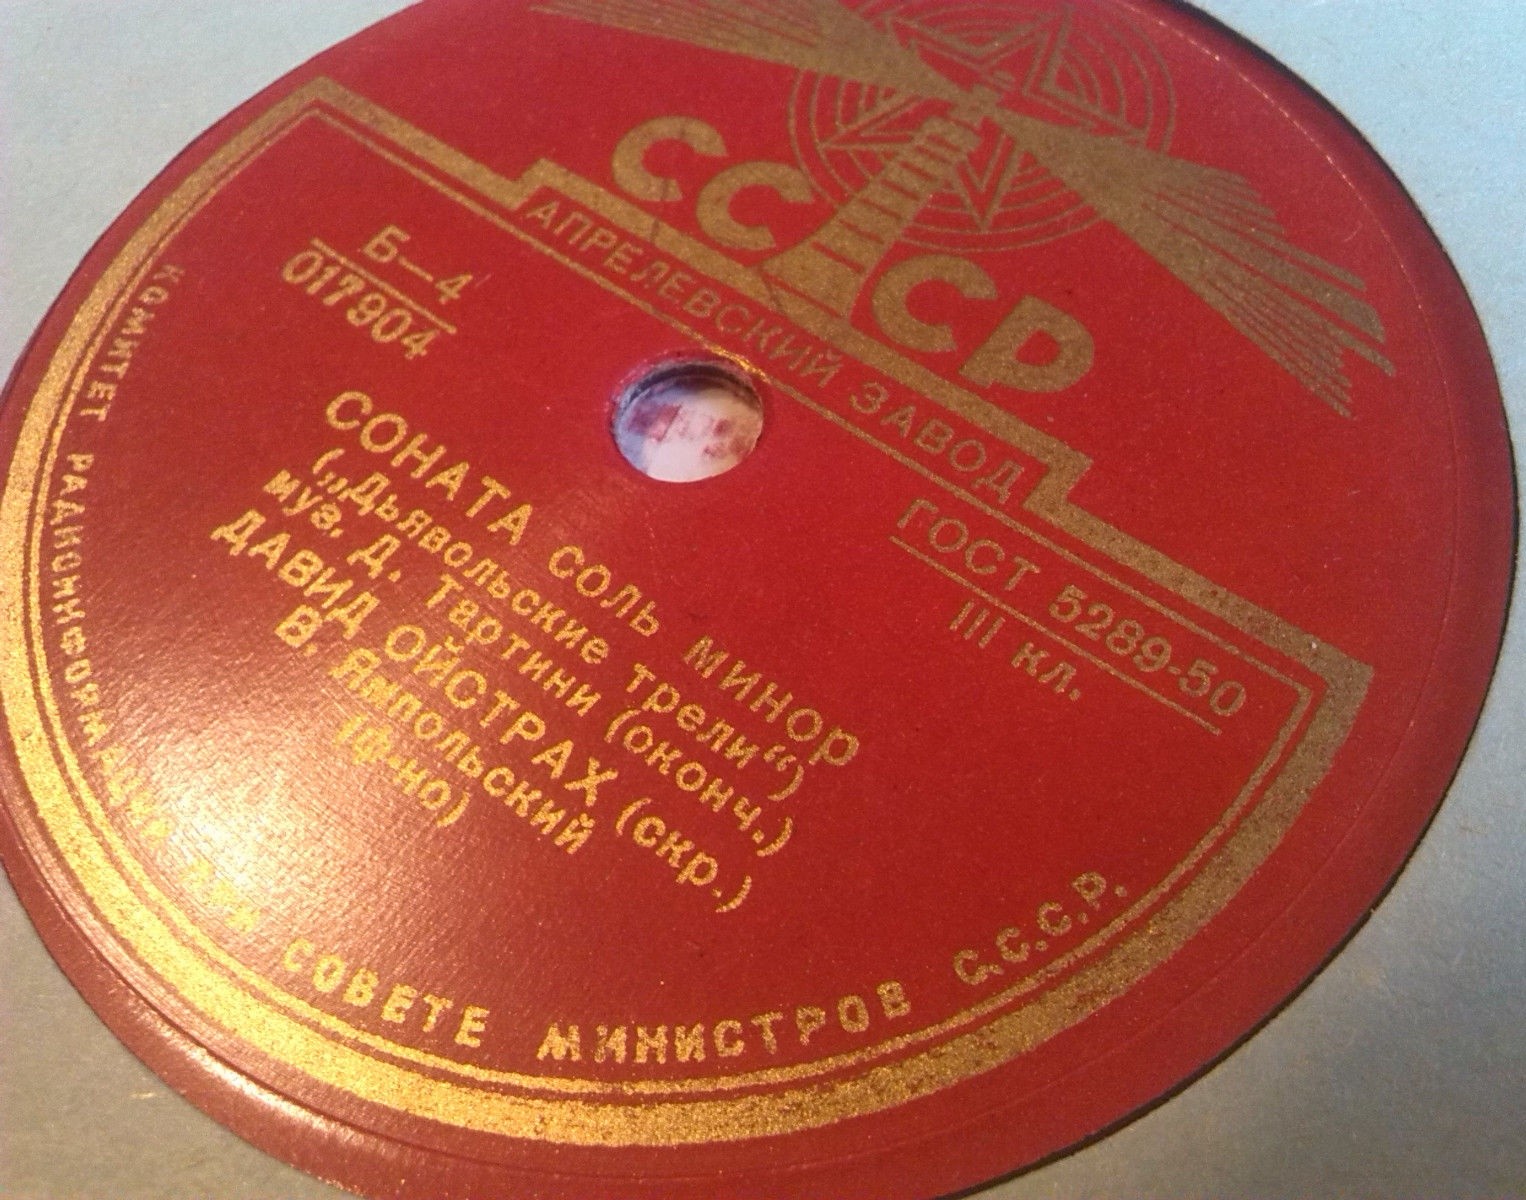 СССР
АПРЕЛЕВСКИЙ ЗАВОД
Б—4
017904
ГОСТ 5289-50
III кл.
СОНАТА СОЛЬ МИНОР
(„Дьявольские трели“)
муз. Д. Тартини (оконч.)
ДАВИД ОЙСТРАХ (скр.)
В. Ямпольский
(ф-но)
КОМИТЕТ РАДИОИНФОРМАЦИИ ПРИ СОВЕТЕ МИНИСТРОВ С.С.С.Р.